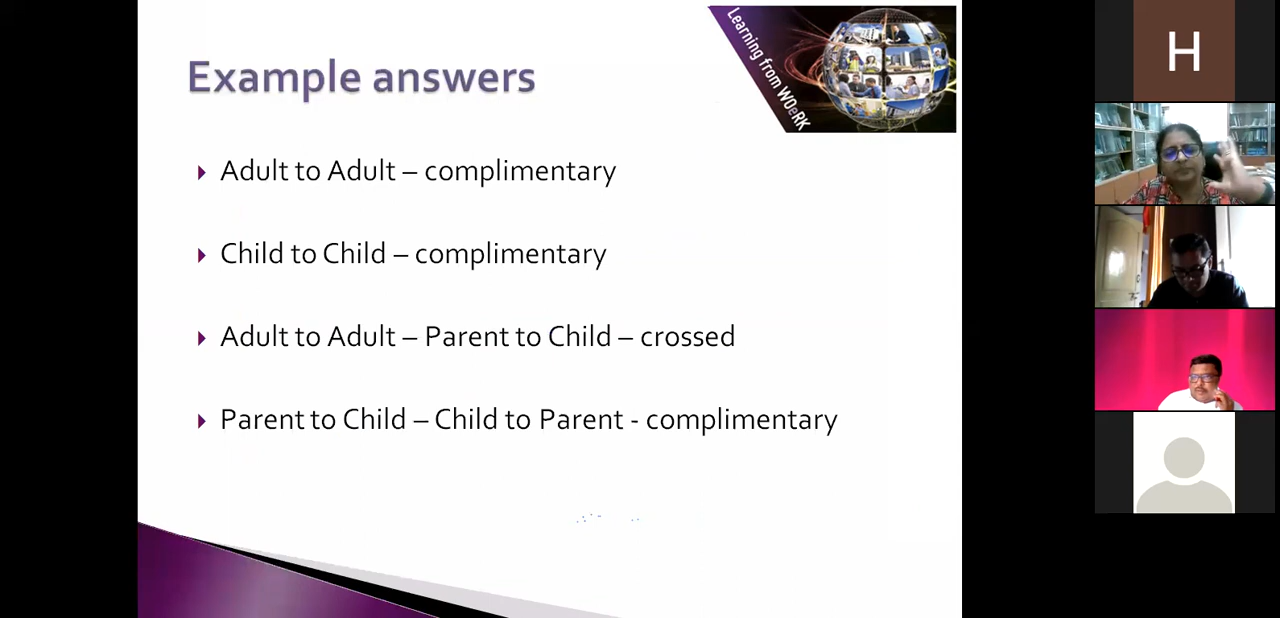 Example answers
Learning from WOeRK
Adult to Adult – complimentary
Child to Child – complimentary
Adult to Adult – Parent to Child – crossed
Parent to Child – Child to Parent - complimentary
H